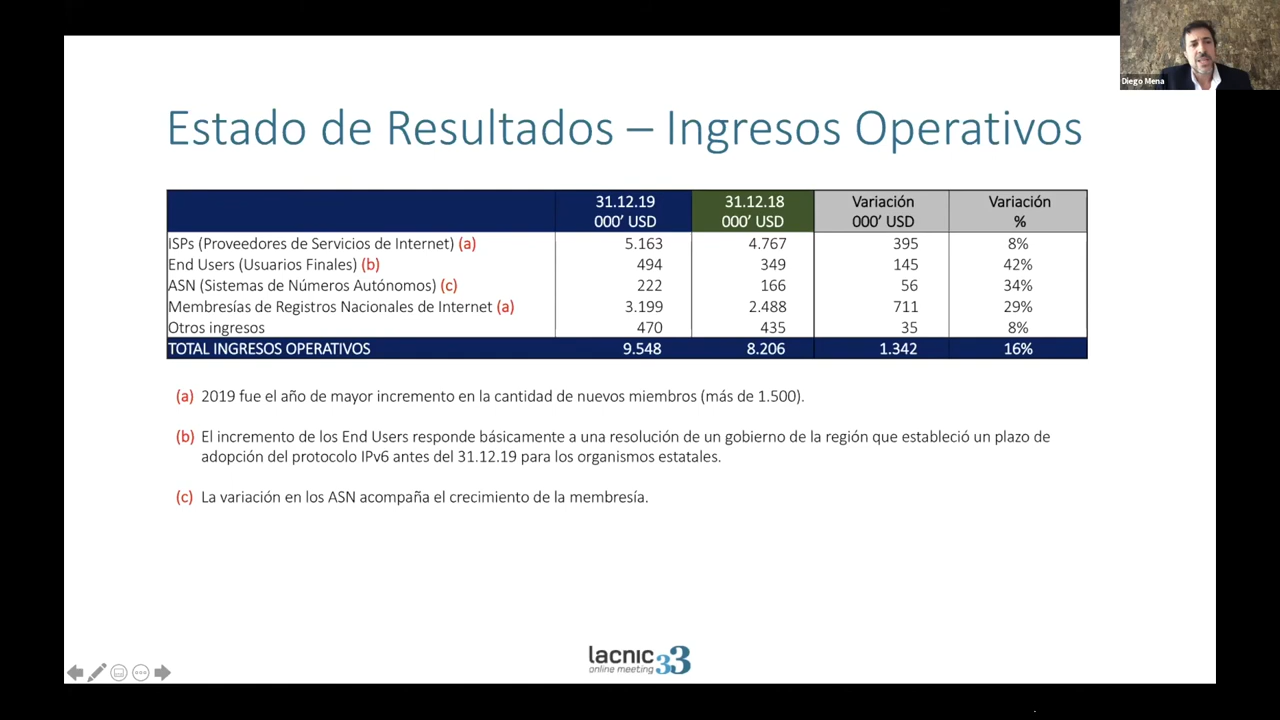 Diego Mena
Estado de Resultados – Ingresos Operativos
31.12.19 31.12.18 Variación Variación
000’ USD 000’ USD 000’ USD %
ISPs (Proveedores de Servicios de Internet) (a) 5.163 4.767 395 8%
End Users (Usuarios Finales) (b) 494 349 145 42%
ASN (Sistemas de Números Autónomos) (c) 222 166 56 34%
Membresías de Registros Nacionales de Internet (a) 3.199 2.488 711 29%
Otros ingresos 470 435 35 8%
TOTAL INGRESOS OPERATIVOS 9.548 8.206 1.342 16%
(a) 2019 fue el año de mayor incremento en la cantidad de nuevos miembros (más de 1.500).
(b) El incremento de los End Users responde básicamente a una resolución de un gobierno de la región que estableció un plazo de
adopción del protocolo IPv6 antes del 31.12.19 para los organismos estatales.
(c) La variación en los ASN acompaña el crecimiento de la membresía.
lacnic 33
online meeting